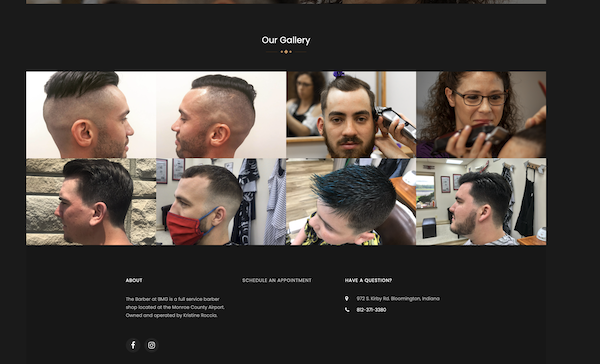 Our Gallery
ABOUT
SCHEDULE AN APPOINTMENT
HAVE A QUESTION?
The Barber at BMG is a full service barber
shop located at the Monroe County Airport.
Owned and operated by Kristine Roccia.
972 S. Kirby Rd. Bloomington, Indiana
812-371-3380